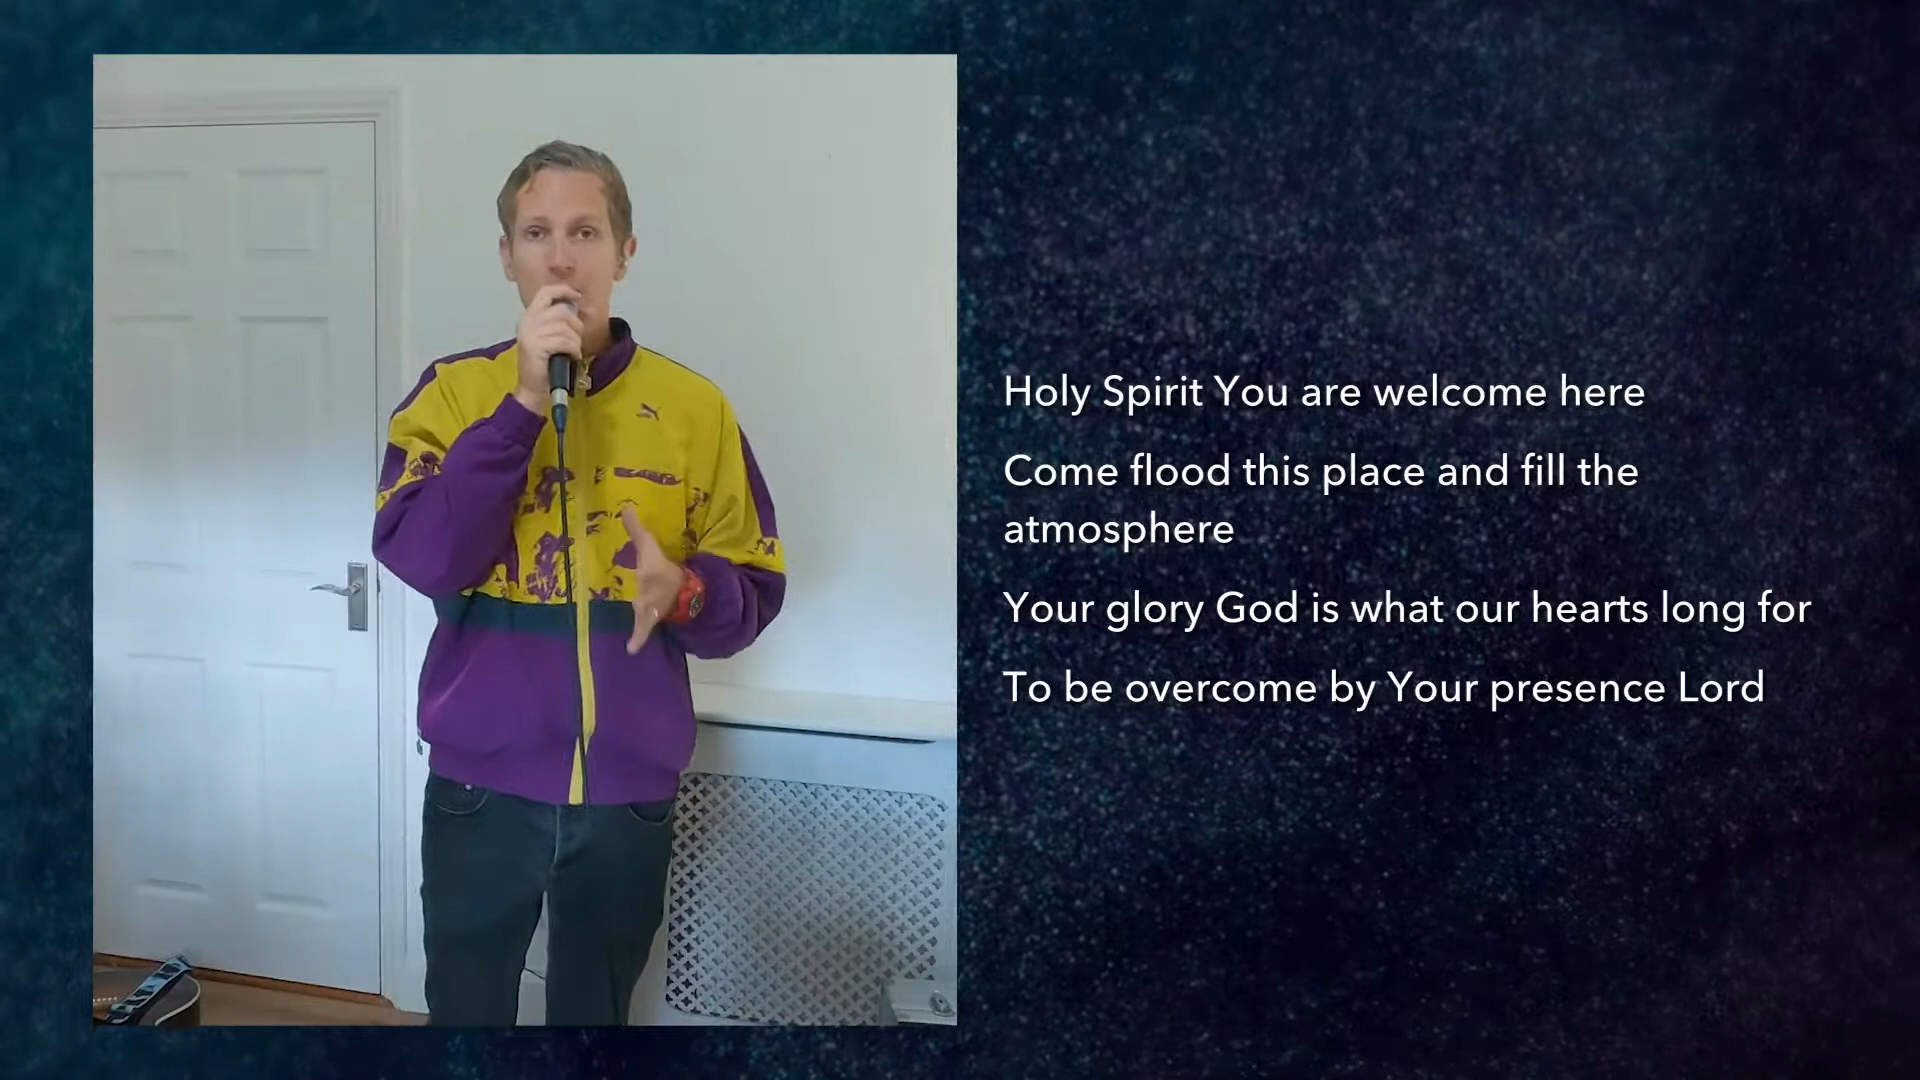 Holy Spirit You are welcome here
Come flood this place and fill the
atmosphere
Your glory God is what our hearts long for
To be overcome by Your presence Lord